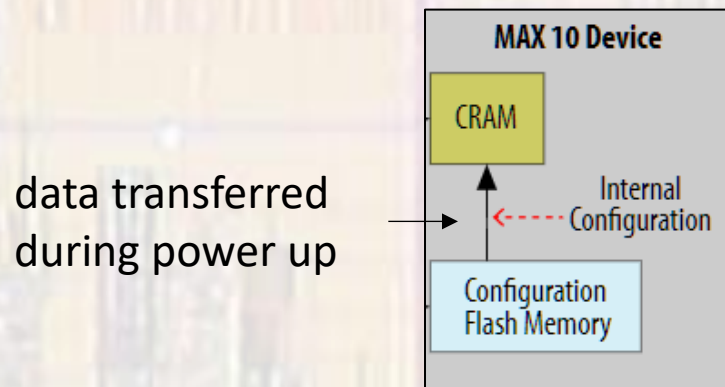 MAX 10 Device
CRAM
data transferred
during power up
Internal
Configuration
Configuration
Flash Memory